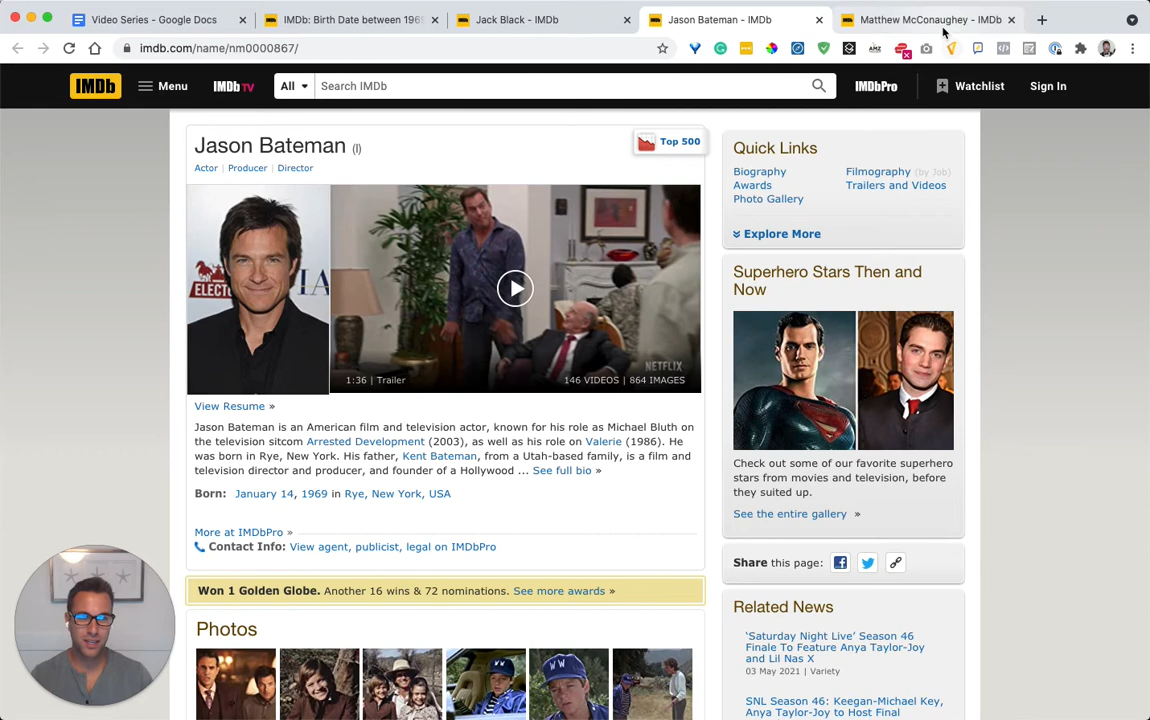 Video Series - Google Docs
IMDb: Birth Date between 1969
Jack Black - IMDb
Jason Bateman - IMDb
Matthew McConaughey - IMDb
imdb.com/name/nm0000867/
IMDb
Menu
IMDbTV
All
Search IMDb
IMDbPro
Watchlist
Sign In
Jason Bateman (I)
Actor | Producer | Director
Top 500
1:36 | Trailer
146 VIDEOS | 864 IMAGES
NETFLIX
View Resume »
Jason Bateman is an American film and television actor, known for his role as Michael Bluth on
the television sitcom Arrested Development (2003), as well as his role on Valerie (1986). He
was born in Rye, New York. His father, Kent Bateman, from a Utah-based family, is a film and
television director and producer, and founder of a Hollywood ... See full bio »
Born: January 14, 1969 in Rye, New York, USA
More at IMDbPro »
Contact Info: View agent, publicist, legal on IMDbPro
Won 1 Golden Globe. Another 16 wins & 72 nominations. See more awards »
Photos
Quick Links
Biography
Awards
Photo Gallery
Filmography (by Job)
Trailers and Videos
Explore More
Superhero Stars Then and
Now
Check out some of our favorite superhero
stars from movies and television, before
they suited up.
See the entire gallery »
Share this page:
Related News
'Saturday Night Live' Season 46
Finale To Feature Anya Taylor-Joy
and Lil Nas X
03 May 2021 | Variety
SNL Season 46: Keegan-Michael Key,
Anya Taylor-Joy to Host Final